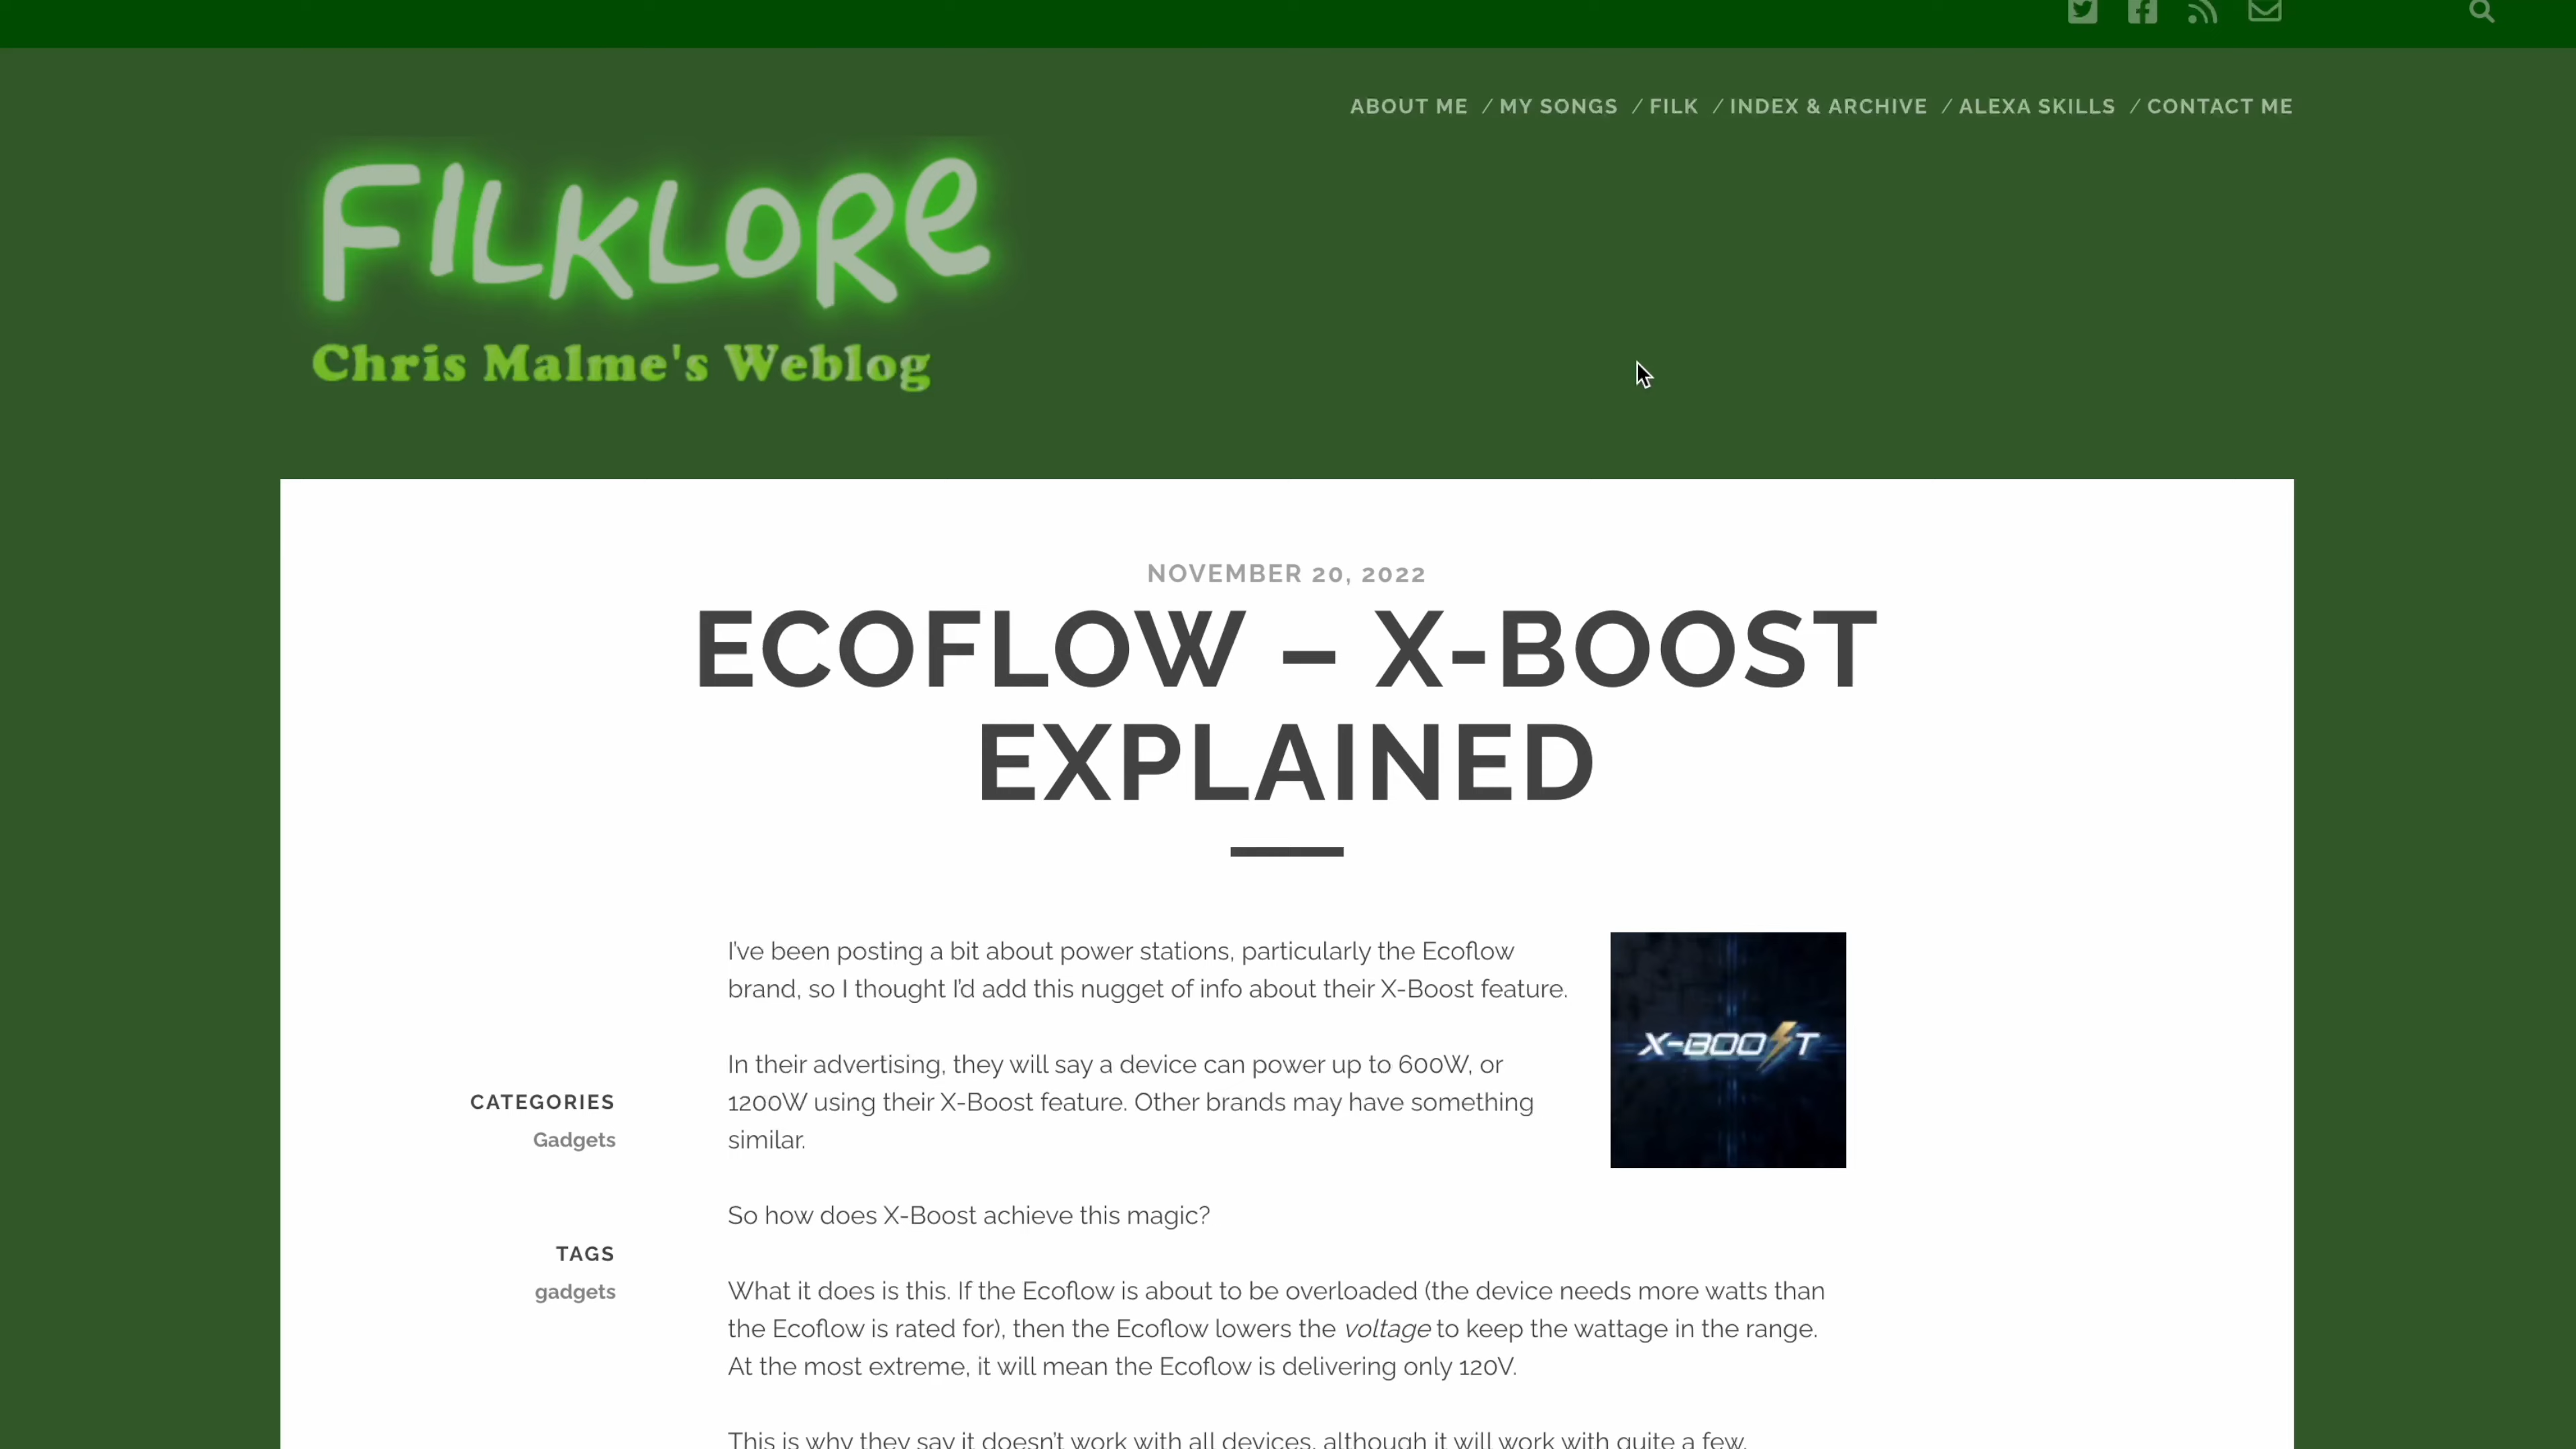 ABOUT ME / MY SONGS / FILK / INDEX & ARCHIVE / ALEXA SKILLS / CONTACT ME
FILKLORe
Chris Malme's Weblog
NOVEMBER 20, 2022
ECOFLOW – X-BOOST
EXPLAINED
I've been posting a bit about power stations, particularly the Ecoflow
brand, so I thought I'd add this nugget of info about their X-Boost feature.
X-BOOST
In their advertising, they will say a device can power up to 600W, or
1200W using their X-Boost feature. Other brands may have something
similar.
CATEGORIES
Gadgets
So how does X-Boost achieve this magic?
TAGS
gadgets
What it does is this. If the Ecoflow is about to be overloaded (the device needs more watts than
the Ecoflow is rated for), then the Ecoflow lowers the voltage to keep the wattage in the range.
At the most extreme, it will mean the Ecoflow is delivering only 120V.
This is why they say it doesn't work with all devices, although it will work with quite a few.